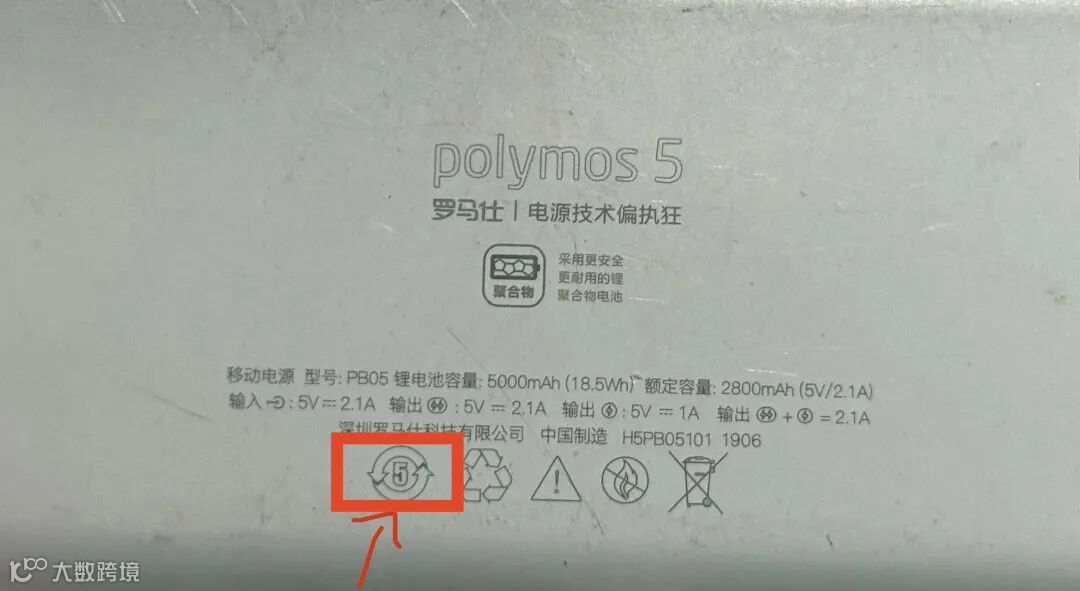 polymos 5
罗马仕 | 电源技术偏执狂
聚合物
采用更安全
更耐用的锂
聚合物电池
移动电源 型号: PB05 锂电池容量: 5000mAh (18.5Wh) 额定容量: 2800mAh (5V/2.1A)
输入 : 5V⎓2.1A 输出 : 5V ⎓ 2.1A 输出 : 5V ⎓ 1A 输出 + = 2.1A
深圳罗马仕科技有限公司 中国制造 H5PB05101 1906
5
大数跨境